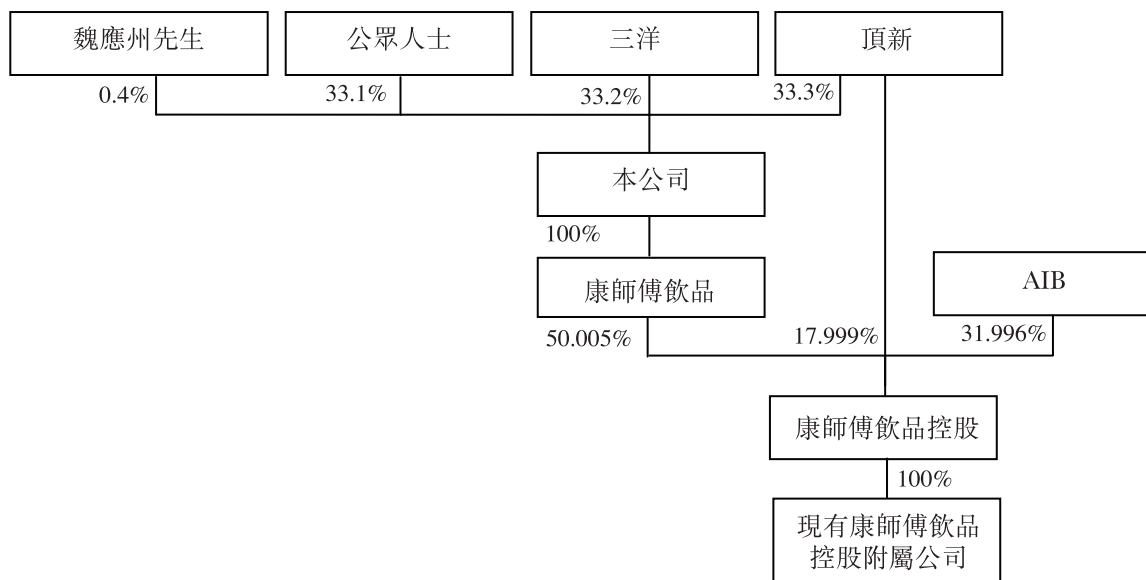 魏應州先生
公眾人士
三洋
頂新
0.4%
33.1%
33.2%
33.3%
本公司
100%
康師傅飲品
AIB
50.005%
17.999%
31.996%
康師傅飲品控股
100%
現有康師傅飲品
控股附屬公司